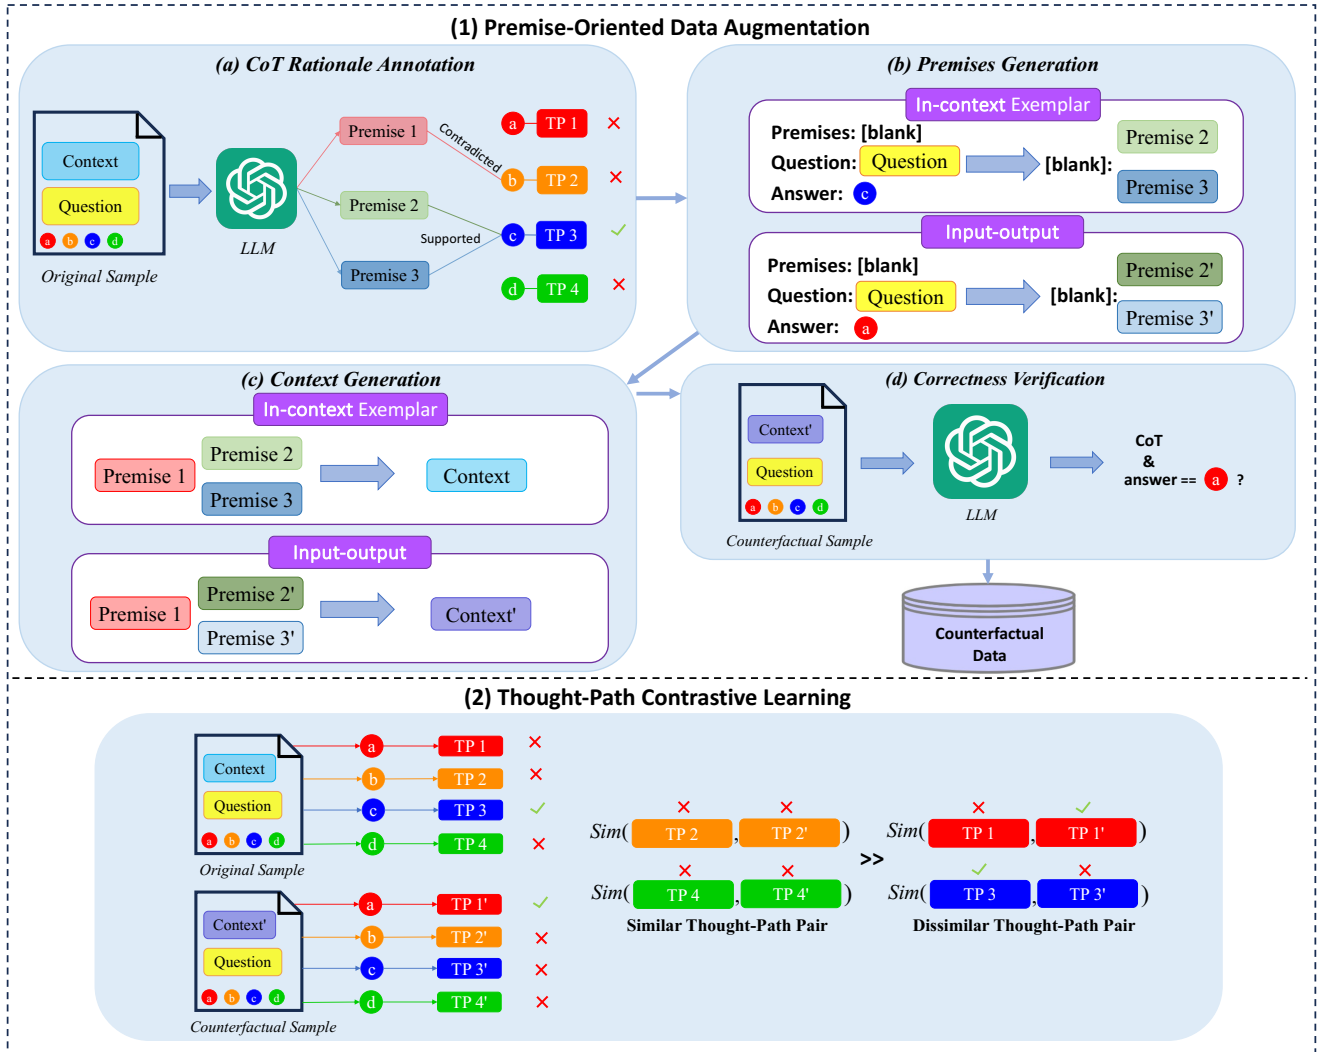 (1) Premise-Oriented Data Augmentation
(a) CoT Rationale Annotation
Context
Question
a b c d
Original Sample
LLM
Premise 1
Premise 2
Premise 3
Contradicted
Supported
a TP 1
b TP 2
c TP 3
d TP 4
(b) Premises Generation
In-context Exemplar
Premises: [blank]
Question: Question
Answer: c
[blank]:
Premise 2
Premise 3
Input-output
Premises: [blank]
Question: Question
Answer: a
[blank]:
Premise 2'
Premise 3'
(c) Context Generation
In-context Exemplar
Premise 1
Premise 2
Premise 3
Context
Input-output
Premise 1
Premise 2'
Premise 3'
Context'
(d) Correctness Verification
Context'
Question
a b c d
Counterfactual Sample
LLM
CoT
&
answer == a ?
Counterfactual
Data
(2) Thought-Path Contrastive Learning
Context
Question
a b c d
Original Sample
a TP 1
b TP 2
c TP 3
d TP 4
Context'
Question
a b c d
Counterfactual Sample
a TP 1'
b TP 2'
c TP 3'
d TP 4'
Sim( TP 2 , TP 2' )
Sim( TP 4 , TP 4' )
Similar Thought-Path Pair
>>
Sim( TP 1 , TP 1' )
Sim( TP 3 , TP 3' )
Dissimilar Thought-Path Pair